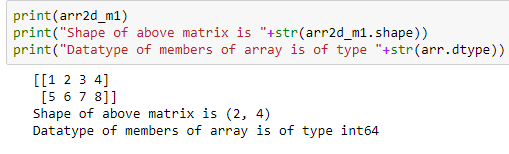 print(arr2d_m1)
print("Shape of above matrix is "+str(arr2d_m1.shape))
print("Datatype of members of array is of type "+str(arr.dtype))
[[1 2 3 4]
 [5 6 7 8]]
Shape of above matrix is (2, 4)
Datatype of members of array is of type int64